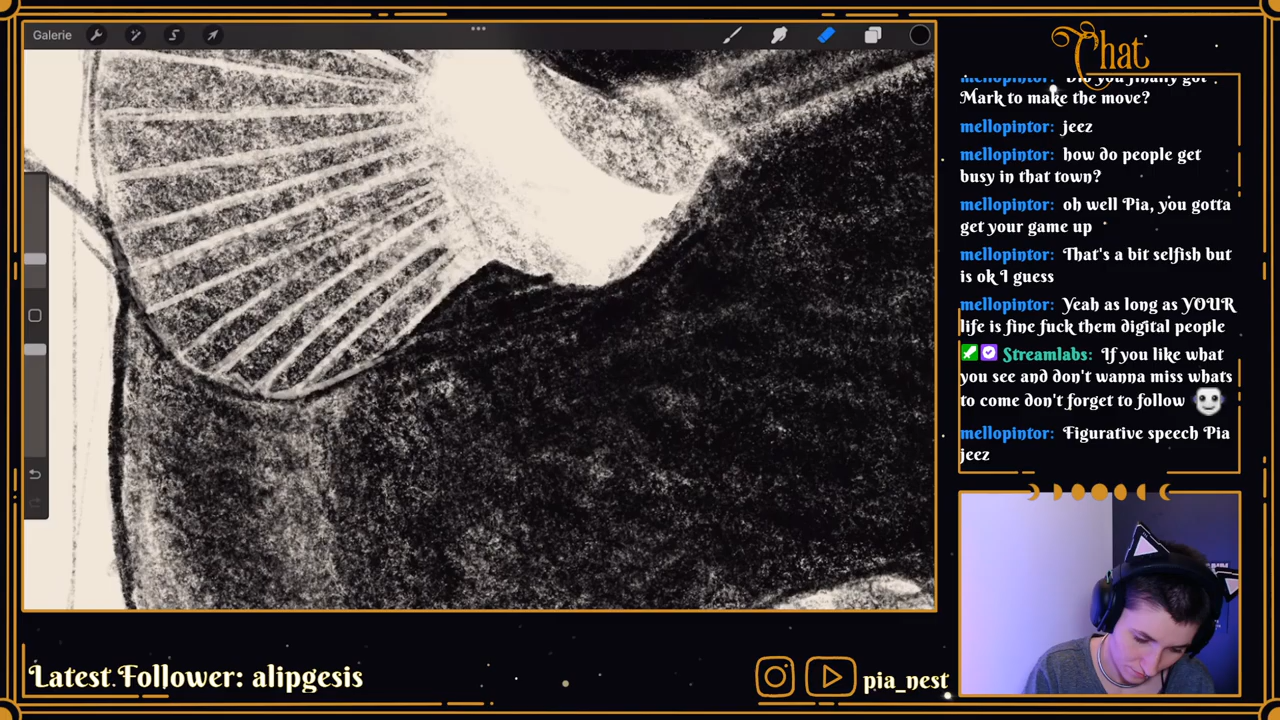 Galerie
Chat
Mark to make the move?
mellopintor: jeez
mellopintor: how do people get
busy in that town?
mellopintor: oh well Pia, you gotta
get your game up
mellopintor: That's a bit selfish but
is ok I guess
mellopintor: Yeah as long as YOUR
life is fine fuck them digital people
Streamlabs: If you like what
you see and don't wanna miss whats
to come don't forget to follow
mellopintor: Figurative speech Pia
jeez
Latest Follower: alipgesis
pia_nest